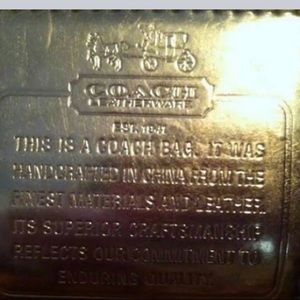 COACH
LEATHERWARE
EST. 1941
THIS IS A COACH BAG. IT WAS
HANDCRAFTED IN CHINA FROM THE
FINEST MATERIALS AND LEATHER.
ITS SUPERIOR CRAFTSMANSHIP
REFLECTS OUR COMMITMENT TO
ENDURING QUALITY.